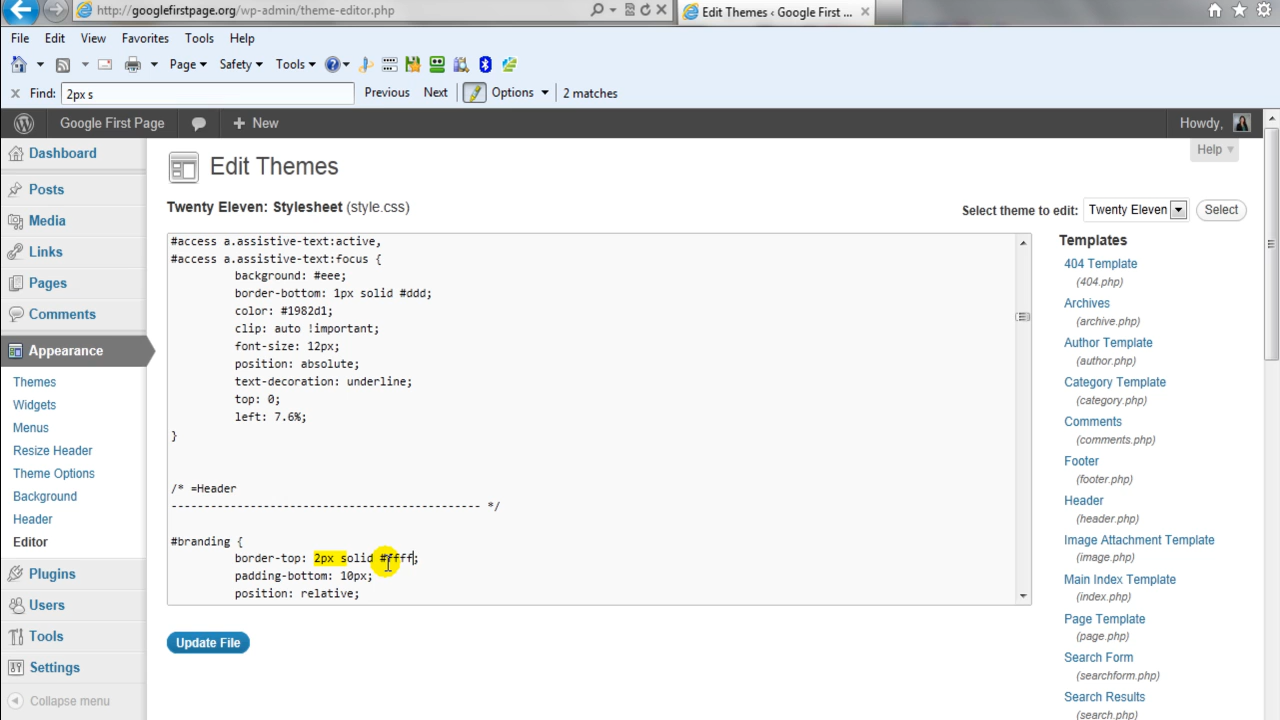 http://googlefirstpage.org/wp-admin/theme-editor.php
Edit Themes ‹ Google First ...
File Edit View Favorites Tools Help
Page Safety Tools
Find: 2px s Previous Next Options 2 matches
Google First Page + New Howdy,
Help
Dashboard
Posts
Media
Links
Pages
Comments
Appearance
Themes
Widgets
Menus
Resize Header
Theme Options
Background
Header
Editor
Plugins
Users
Tools
Settings
Collapse menu
Edit Themes
Twenty Eleven: Stylesheet (style.css)
Select theme to edit: Twenty Eleven Select
#access a.assistive-text:active,
#access a.assistive-text:focus {
background: #eee;
border-bottom: 1px solid #ddd;
color: #1982d1;
clip: auto !important;
font-size: 12px;
position: absolute;
text-decoration: underline;
top: 0;
left: 7.6%;
}
/* =Header
----------------------------------------------- */
#branding {
border-top: 2px solid #ffff;
padding-bottom: 10px;
position: relative;
Update File
Templates
404 Template
(404.php)
Archives
(archive.php)
Author Template
(author.php)
Category Template
(category.php)
Comments
(comments.php)
Footer
(footer.php)
Header
(header.php)
Image Attachment Template
(image.php)
Main Index Template
(index.php)
Page Template
(page.php)
Search Form
(searchform.php)
Search Results
(search.php)